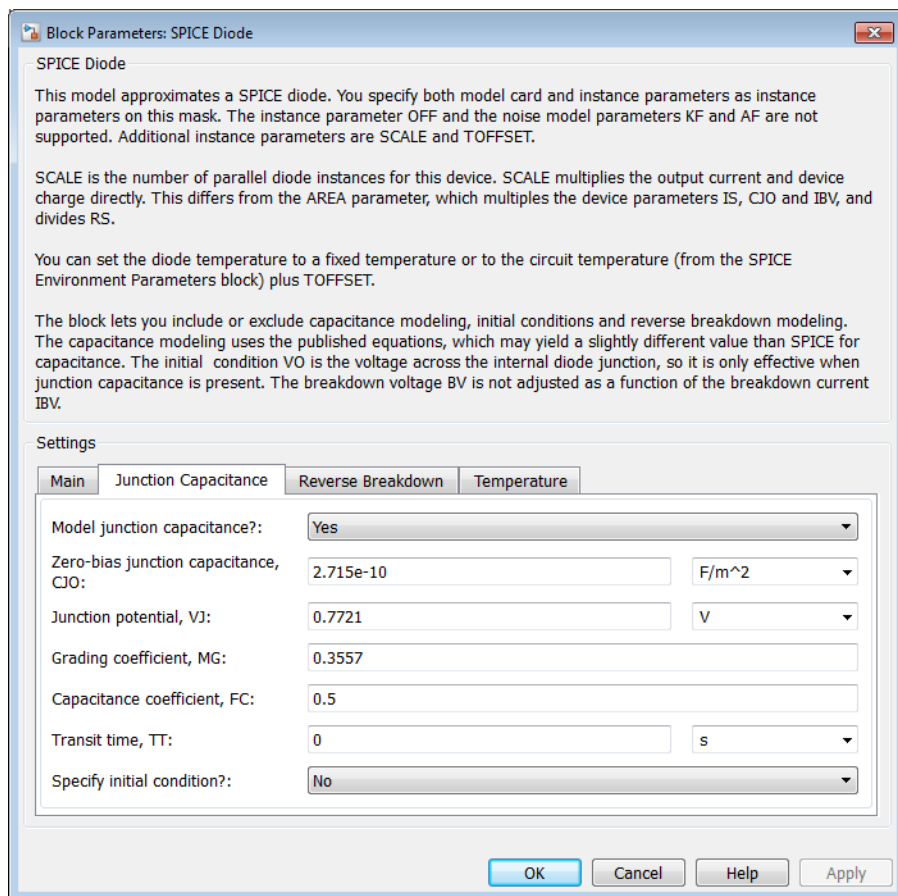 Block Parameters: SPICE Diode
SPICE Diode
This model approximates a SPICE diode. You specify both model card and instance parameters as instance
parameters on this mask. The instance parameter OFF and the noise model parameters KF and AF are not
supported. Additional instance parameters are SCALE and TOFFSET.
SCALE is the number of parallel diode instances for this device. SCALE multiplies the output current and device
charge directly. This differs from the AREA parameter, which multiplies the device parameters IS, CJO and IBV, and
divides RS.
You can set the diode temperature to a fixed temperature or to the circuit temperature (from the SPICE
Environment Parameters block) plus TOFFSET.
The block lets you include or exclude capacitance modeling, initial conditions and reverse breakdown modeling.
The capacitance modeling uses the published equations, which may yield a slightly different value than SPICE for
capacitance. The initial  condition VO is the voltage across the internal diode junction, so it is only effective when
junction capacitance is present. The breakdown voltage BV is not adjusted as a function of the breakdown current
IBV.
Settings
Main Junction Capacitance Reverse Breakdown Temperature
Model junction capacitance?: Yes
Zero-bias junction capacitance,
CJO: 2.715e-10 F/m^2
Junction potential, VJ: 0.7721 V
Grading coefficient, MG: 0.3557
Capacitance coefficient, FC: 0.5
Transit time, TT: 0 s
Specify initial condition?: No
OK Cancel Help Apply